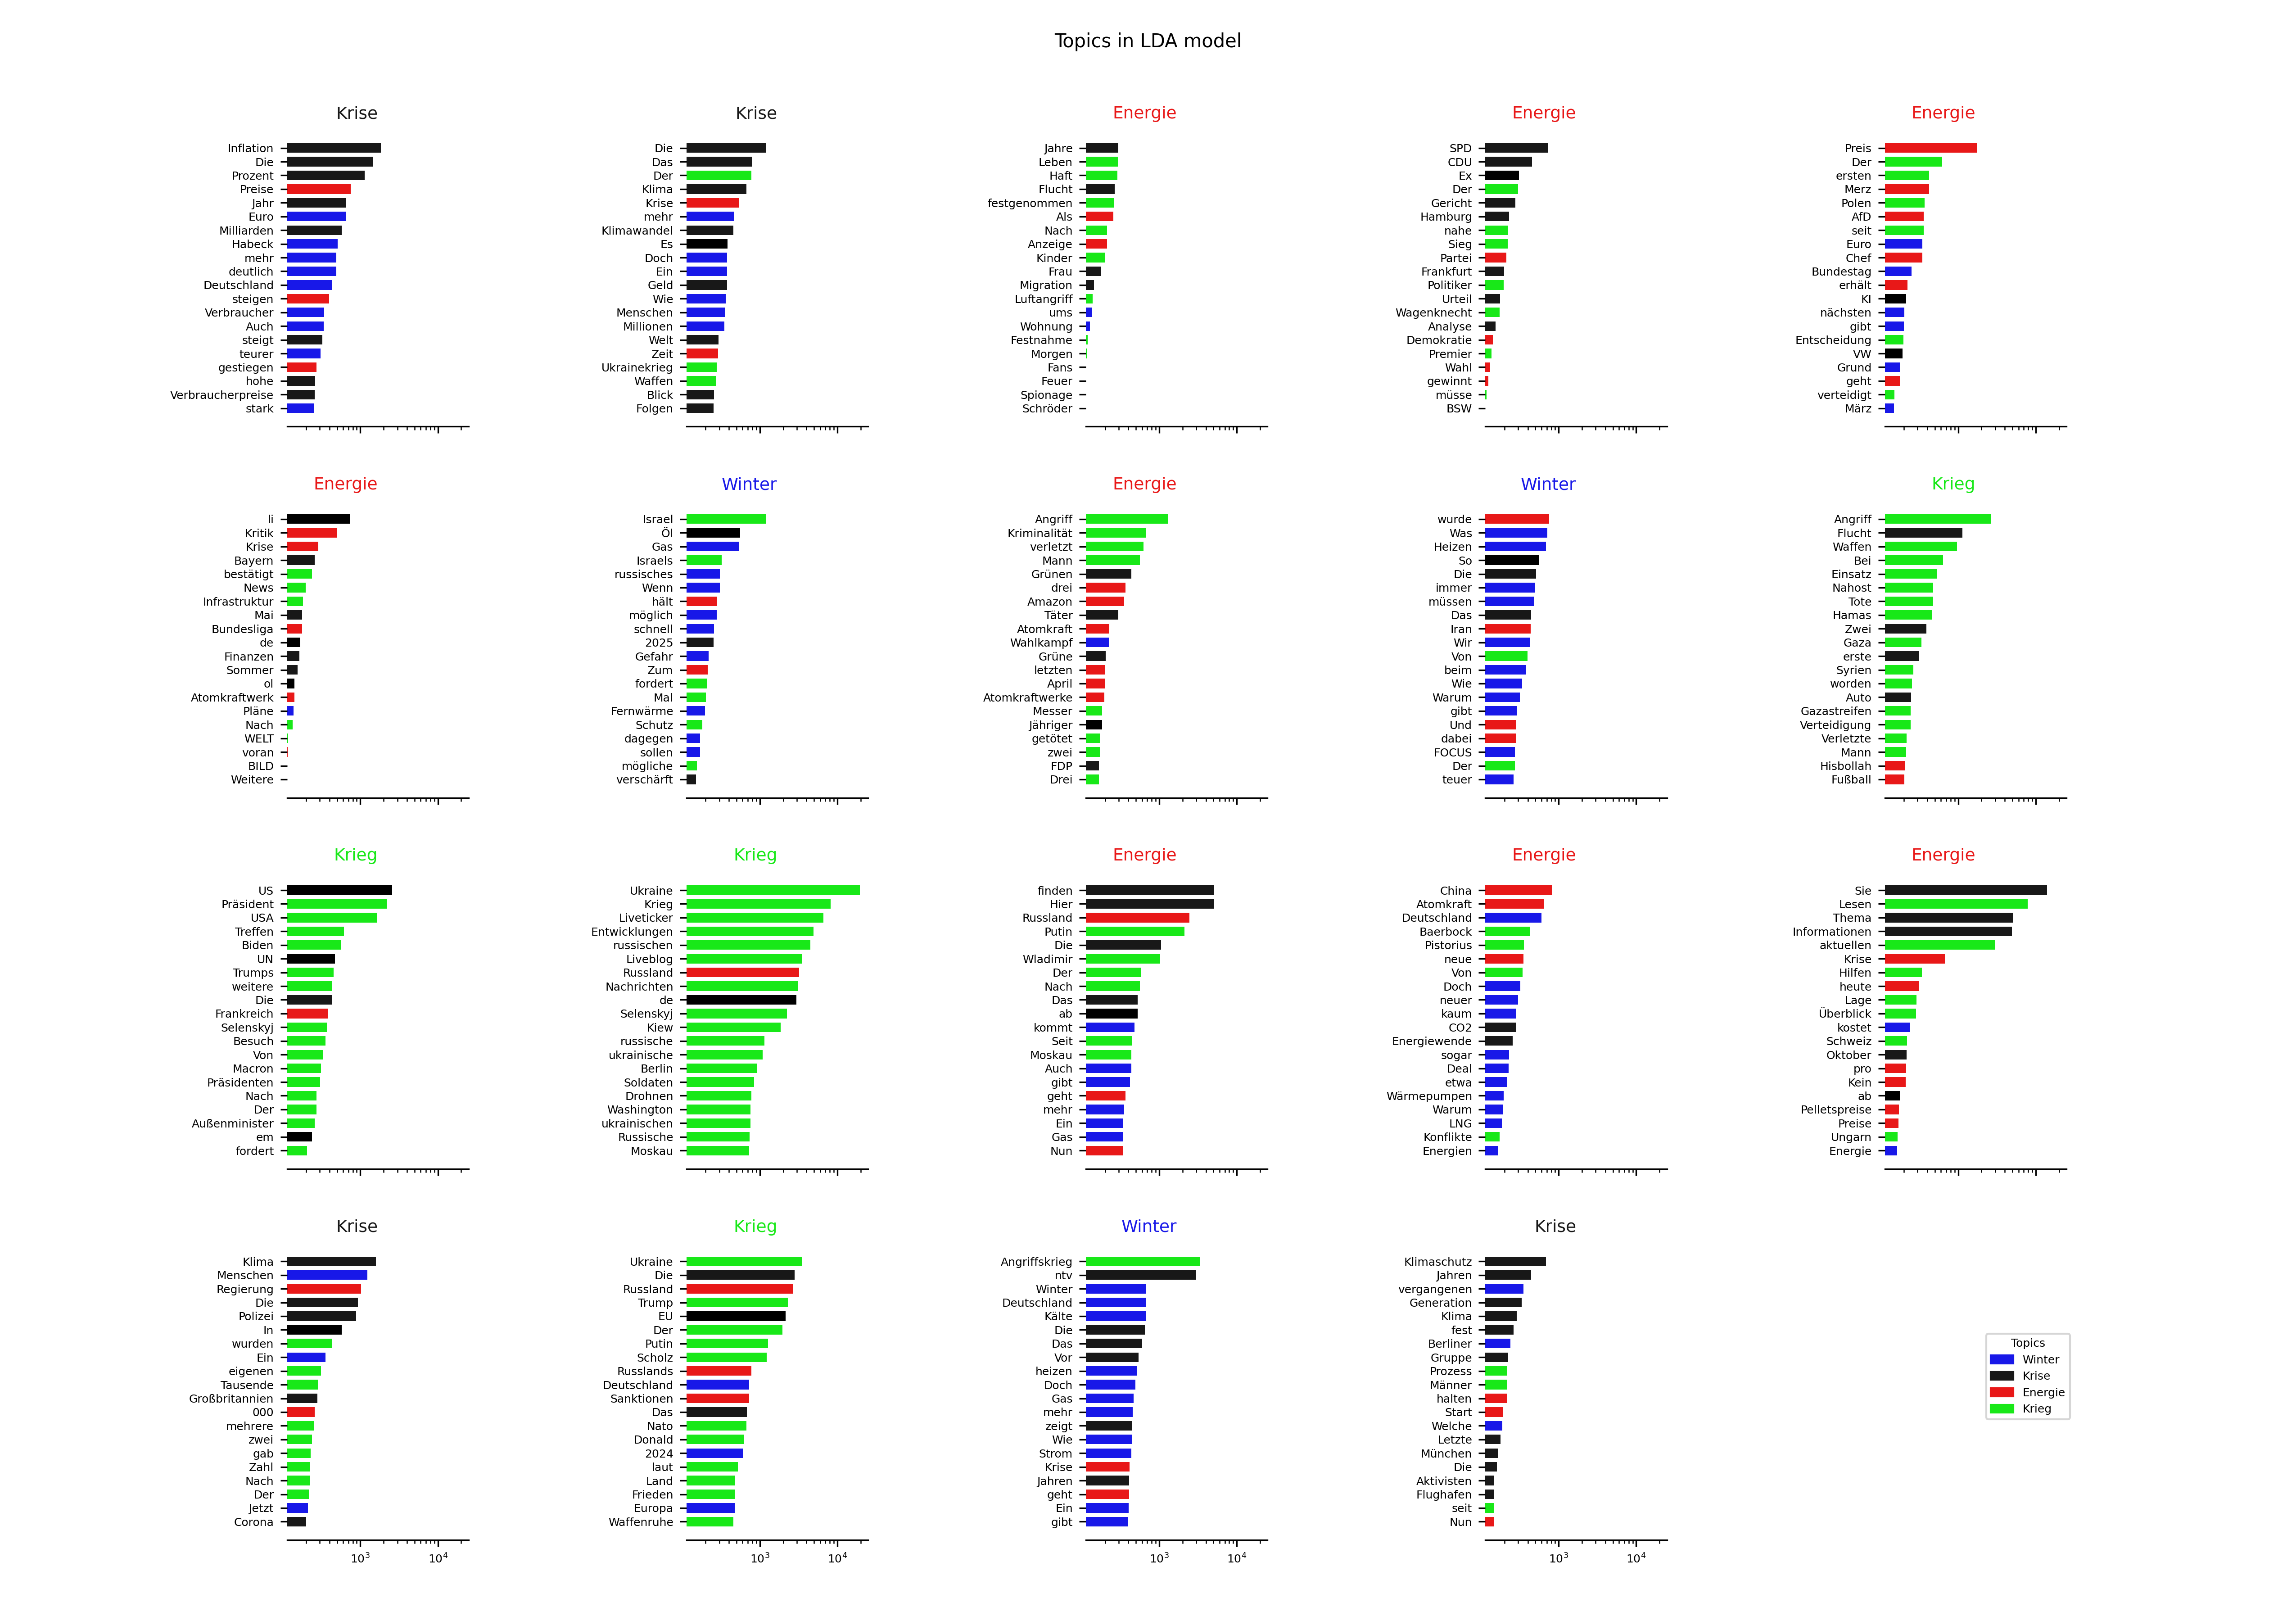 Topics in LDA model
Krise
Inflation
Die
Prozent
Preise
Jahr
Euro
Milliarden
Habeck
mehr
deutlich
Deutschland
steigen
Verbraucher
Auch
steigt
teurer
gestiegen
hohe
Verbraucherpreise
stark
Krise
Die
Das
Der
Klima
Krise
mehr
Klimawandel
Es
Doch
Ein
Geld
Wie
Menschen
Millionen
Welt
Zeit
Ukrainekrieg
Waffen
Blick
Folgen
Energie
Jahre
Leben
Haft
Flucht
festgenommen
Als
Nach
Anzeige
Kinder
Frau
Migration
Luftangriff
ums
Wohnung
Festnahme
Morgen
Fans
Feuer
Spionage
Schröder
Energie
SPD
CDU
Ex
Der
Gericht
Hamburg
nahe
Sieg
Partei
Frankfurt
Politiker
Urteil
Wagenknecht
Analyse
Demokratie
Premier
Wahl
gewinnt
müsse
BSW
Energie
Preis
Der
ersten
Merz
Polen
AfD
seit
Euro
Chef
Bundestag
erhält
KI
nächsten
gibt
Entscheidung
VW
Grund
geht
verteidigt
März
Energie
li
Kritik
Krise
Bayern
bestätigt
News
Infrastruktur
Mai
Bundesliga
de
Finanzen
Sommer
ol
Atomkraftwerk
Pläne
Nach
WELT
voran
BILD
Weitere
Winter
Israel
Öl
Gas
Israels
russisches
Wenn
hält
möglich
schnell
2025
Gefahr
Zum
fordert
Mal
Fernwärme
Schutz
dagegen
sollen
mögliche
verschärft
Energie
Angriff
Kriminalität
verletzt
Mann
Grünen
drei
Amazon
Täter
Atomkraft
Wahlkampf
Grüne
letzten
April
Atomkraftwerke
Messer
Jähriger
getötet
zwei
FDP
Drei
Winter
wurde
Was
Heizen
So
Die
immer
müssen
Das
Iran
Wir
Von
beim
Wie
Warum
gibt
Und
dabei
FOCUS
Der
teuer
Krieg
Angriff
Flucht
Waffen
Bei
Einsatz
Nahost
Tote
Hamas
Zwei
Gaza
erste
Syrien
worden
Auto
Gazastreifen
Verteidigung
Verletzte
Mann
Hisbollah
Fußball
Krieg
US
Präsident
USA
Treffen
Biden
UN
Trumps
weitere
Die
Frankreich
Selenskyj
Besuch
Von
Macron
Präsidenten
Nach
Der
Außenminister
em
fordert
Krieg
Ukraine
Krieg
Liveticker
Entwicklungen
russischen
Liveblog
Russland
Nachrichten
de
Selenskyj
Kiew
russische
ukrainische
Berlin
Soldaten
Drohnen
Washington
ukrainischen
Russische
Moskau
Energie
finden
Hier
Russland
Putin
Die
Wladimir
Der
Nach
Das
ab
kommt
Seit
Moskau
Auch
gibt
geht
mehr
Ein
Gas
Nun
Energie
China
Atomkraft
Deutschland
Baerbock
Pistorius
neue
Von
Doch
neuer
kaum
CO2
Energiewende
sogar
Deal
etwa
Wärmepumpen
Warum
LNG
Konflikte
Energien
Energie
Sie
Lesen
Thema
Informationen
aktuellen
Krise
Hilfen
heute
Lage
Überblick
kostet
Schweiz
Oktober
pro
Kein
ab
Pelletspreise
Preise
Ungarn
Energie
Krise
Klima
Menschen
Regierung
Die
Polizei
In
wurden
Ein
eigenen
Tausende
Großbritannien
000
mehrere
zwei
gab
Zahl
Nach
Der
Jetzt
Corona
10³ 10⁴
Krieg
Ukraine
Die
Russland
Trump
EU
Der
Putin
Scholz
Russlands
Deutschland
Sanktionen
Das
Nato
Donald
2024
laut
Land
Frieden
Europa
Waffenruhe
10³ 10⁴
Winter
Angriffskrieg
ntv
Winter
Deutschland
Kälte
Die
Das
Vor
heizen
Doch
Gas
mehr
zeigt
Wie
Strom
Krise
Jahren
geht
Ein
gibt
10³ 10⁴
Krise
Klimaschutz
Jahren
vergangenen
Generation
Klima
fest
Berliner
Gruppe
Prozess
Männer
halten
Start
Welche
Letzte
München
Die
Aktivisten
Flughafen
seit
Nun
10³ 10⁴
Topics
Winter
Krise
Energie
Krieg